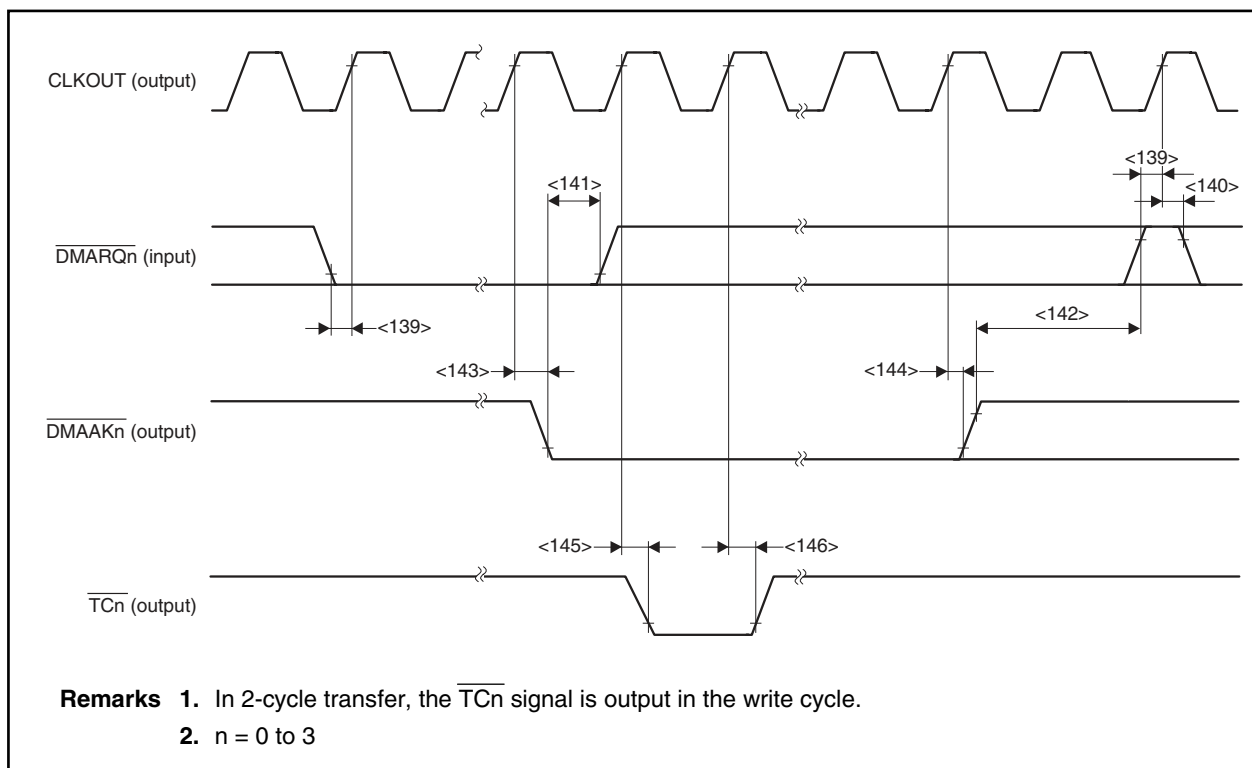 CLKOUT (output)
<139>
<141>
<140>
DMARQn (input)
<139>
<142>
<143>
<144>
DMAAKn (output)
<145>
<146>
TCn (output)
Remarks 1. In 2-cycle transfer, the TCn signal is output in the write cycle.
2. n = 0 to 3